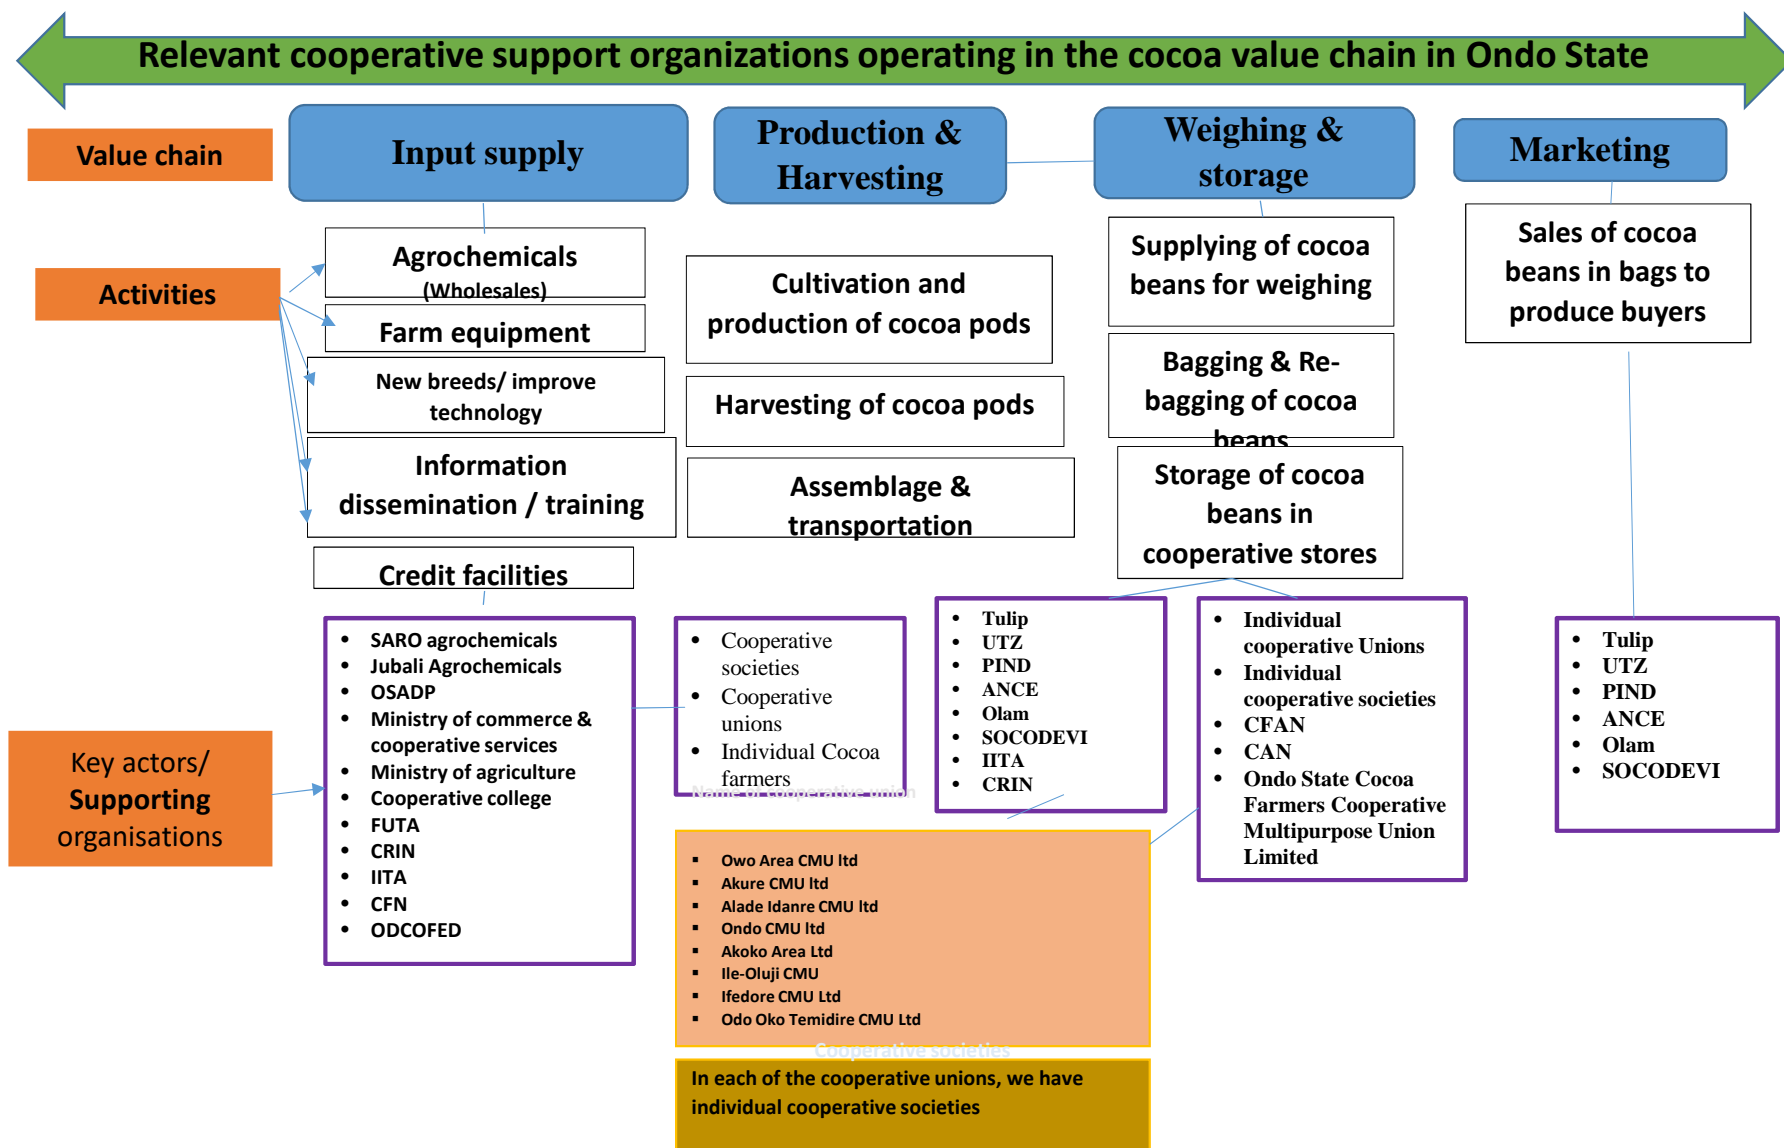 Relevant cooperative support organizations operating in the cocoa value chain in Ondo State
Value chain
Input supply
Production &
Harvesting
Weighing &
storage
Marketing
Activities
Agrochemicals
(Wholesales)
Farm equipment
New breeds/ improve
technology
Information
dissemination / training
Credit facilities
Cultivation and
production of cocoa pods
Harvesting of cocoa pods
Assemblage &
transportation
Supplying of cocoa
beans for weighing
Bagging & Re-
bagging of cocoa
beans
Storage of cocoa
beans in
cooperative stores
Sales of cocoa
beans in bags to
produce buyers
Key actors/
Supporting
organisations
• SARO agrochemicals
• Jubali Agrochemicals
• OSADP
• Ministry of commerce &
cooperative services
• Ministry of agriculture
• Cooperative college
• FUTA
• CRIN
• IITA
• CFN
• ODCOFED
• Cooperative
societies
• Cooperative
unions
• Individual Cocoa
farmers
• Tulip
• UTZ
• PIND
• ANCE
• Olam
• SOCODEVI
• IITA
• CRIN
• Individual
cooperative Unions
• Individual
cooperative societies
• CFAN
• CAN
• Ondo State Cocoa
Farmers Cooperative
Multipurpose Union
Limited
• Tulip
• UTZ
• PIND
• ANCE
• Olam
• SOCODEVI
Name of cooperative union
▪ Owo Area CMU ltd
▪ Akure CMU ltd
▪ Alade Idanre CMU ltd
▪ Ondo CMU ltd
▪ Akoko Area Ltd
▪ Ile-Oluji CMU
▪ Ifedore CMU Ltd
▪ Odo Oko Temidire CMU Ltd
Cooperative societies
In each of the cooperative unions, we have
individual cooperative societies